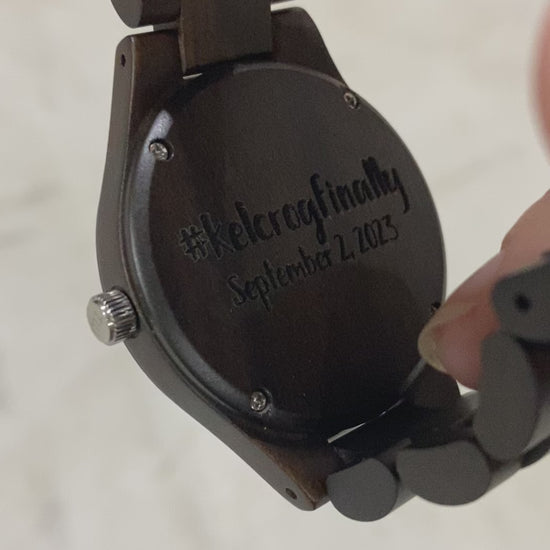 #kelcrogfinally
September 2, 2023